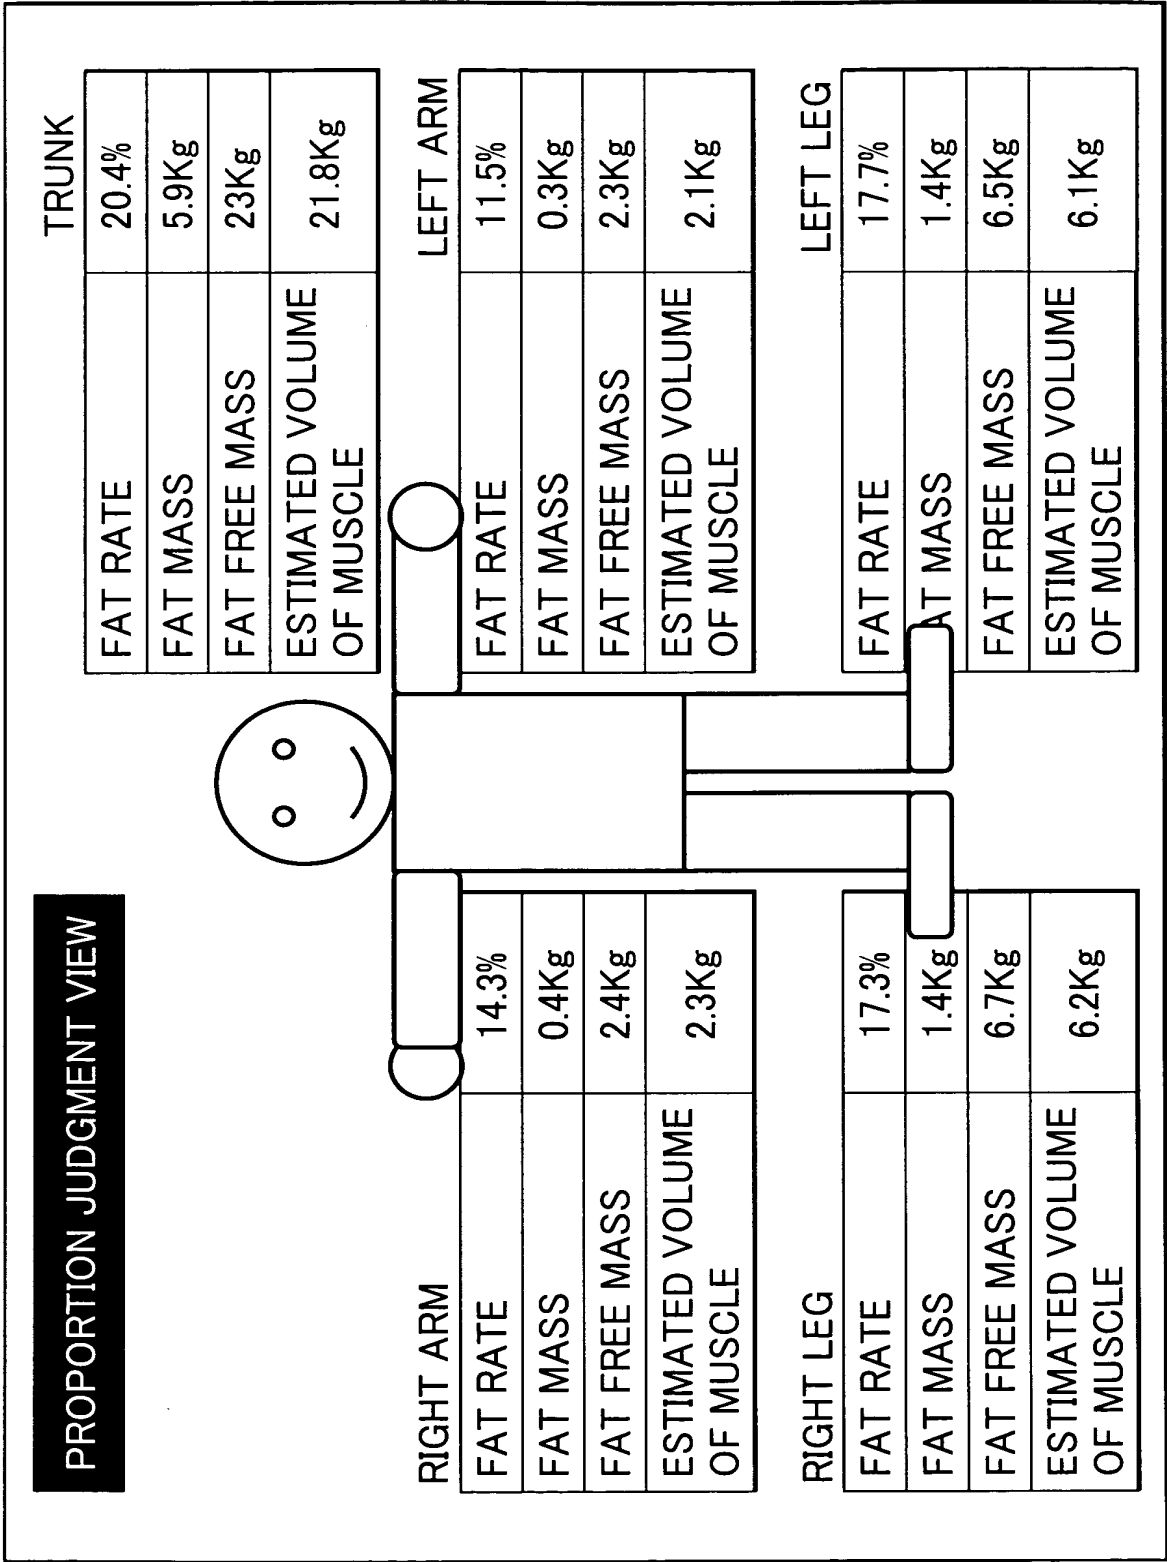 PROPORTION JUDGMENT VIEW
TRUNK
FAT RATE 20.4%
FAT MASS 5.9Kg
FAT FREE MASS 23Kg
ESTIMATED VOLUME
OF MUSCLE 21.8Kg
RIGHT ARM
FAT RATE 14.3%
FAT MASS 0.4Kg
FAT FREE MASS 2.4Kg
ESTIMATED VOLUME
OF MUSCLE 2.3Kg
LEFT ARM
FAT RATE 11.5%
FAT MASS 0.3Kg
FAT FREE MASS 2.3Kg
ESTIMATED VOLUME
OF MUSCLE 2.1Kg
RIGHT LEG
FAT RATE 17.3%
FAT MASS 1.4Kg
FAT FREE MASS 6.7Kg
ESTIMATED VOLUME
OF MUSCLE 6.2Kg
LEFT LEG
FAT RATE 17.7%
AT MASS 1.4Kg
FAT FREE MASS 6.5Kg
ESTIMATED VOLUME
OF MUSCLE 6.1Kg